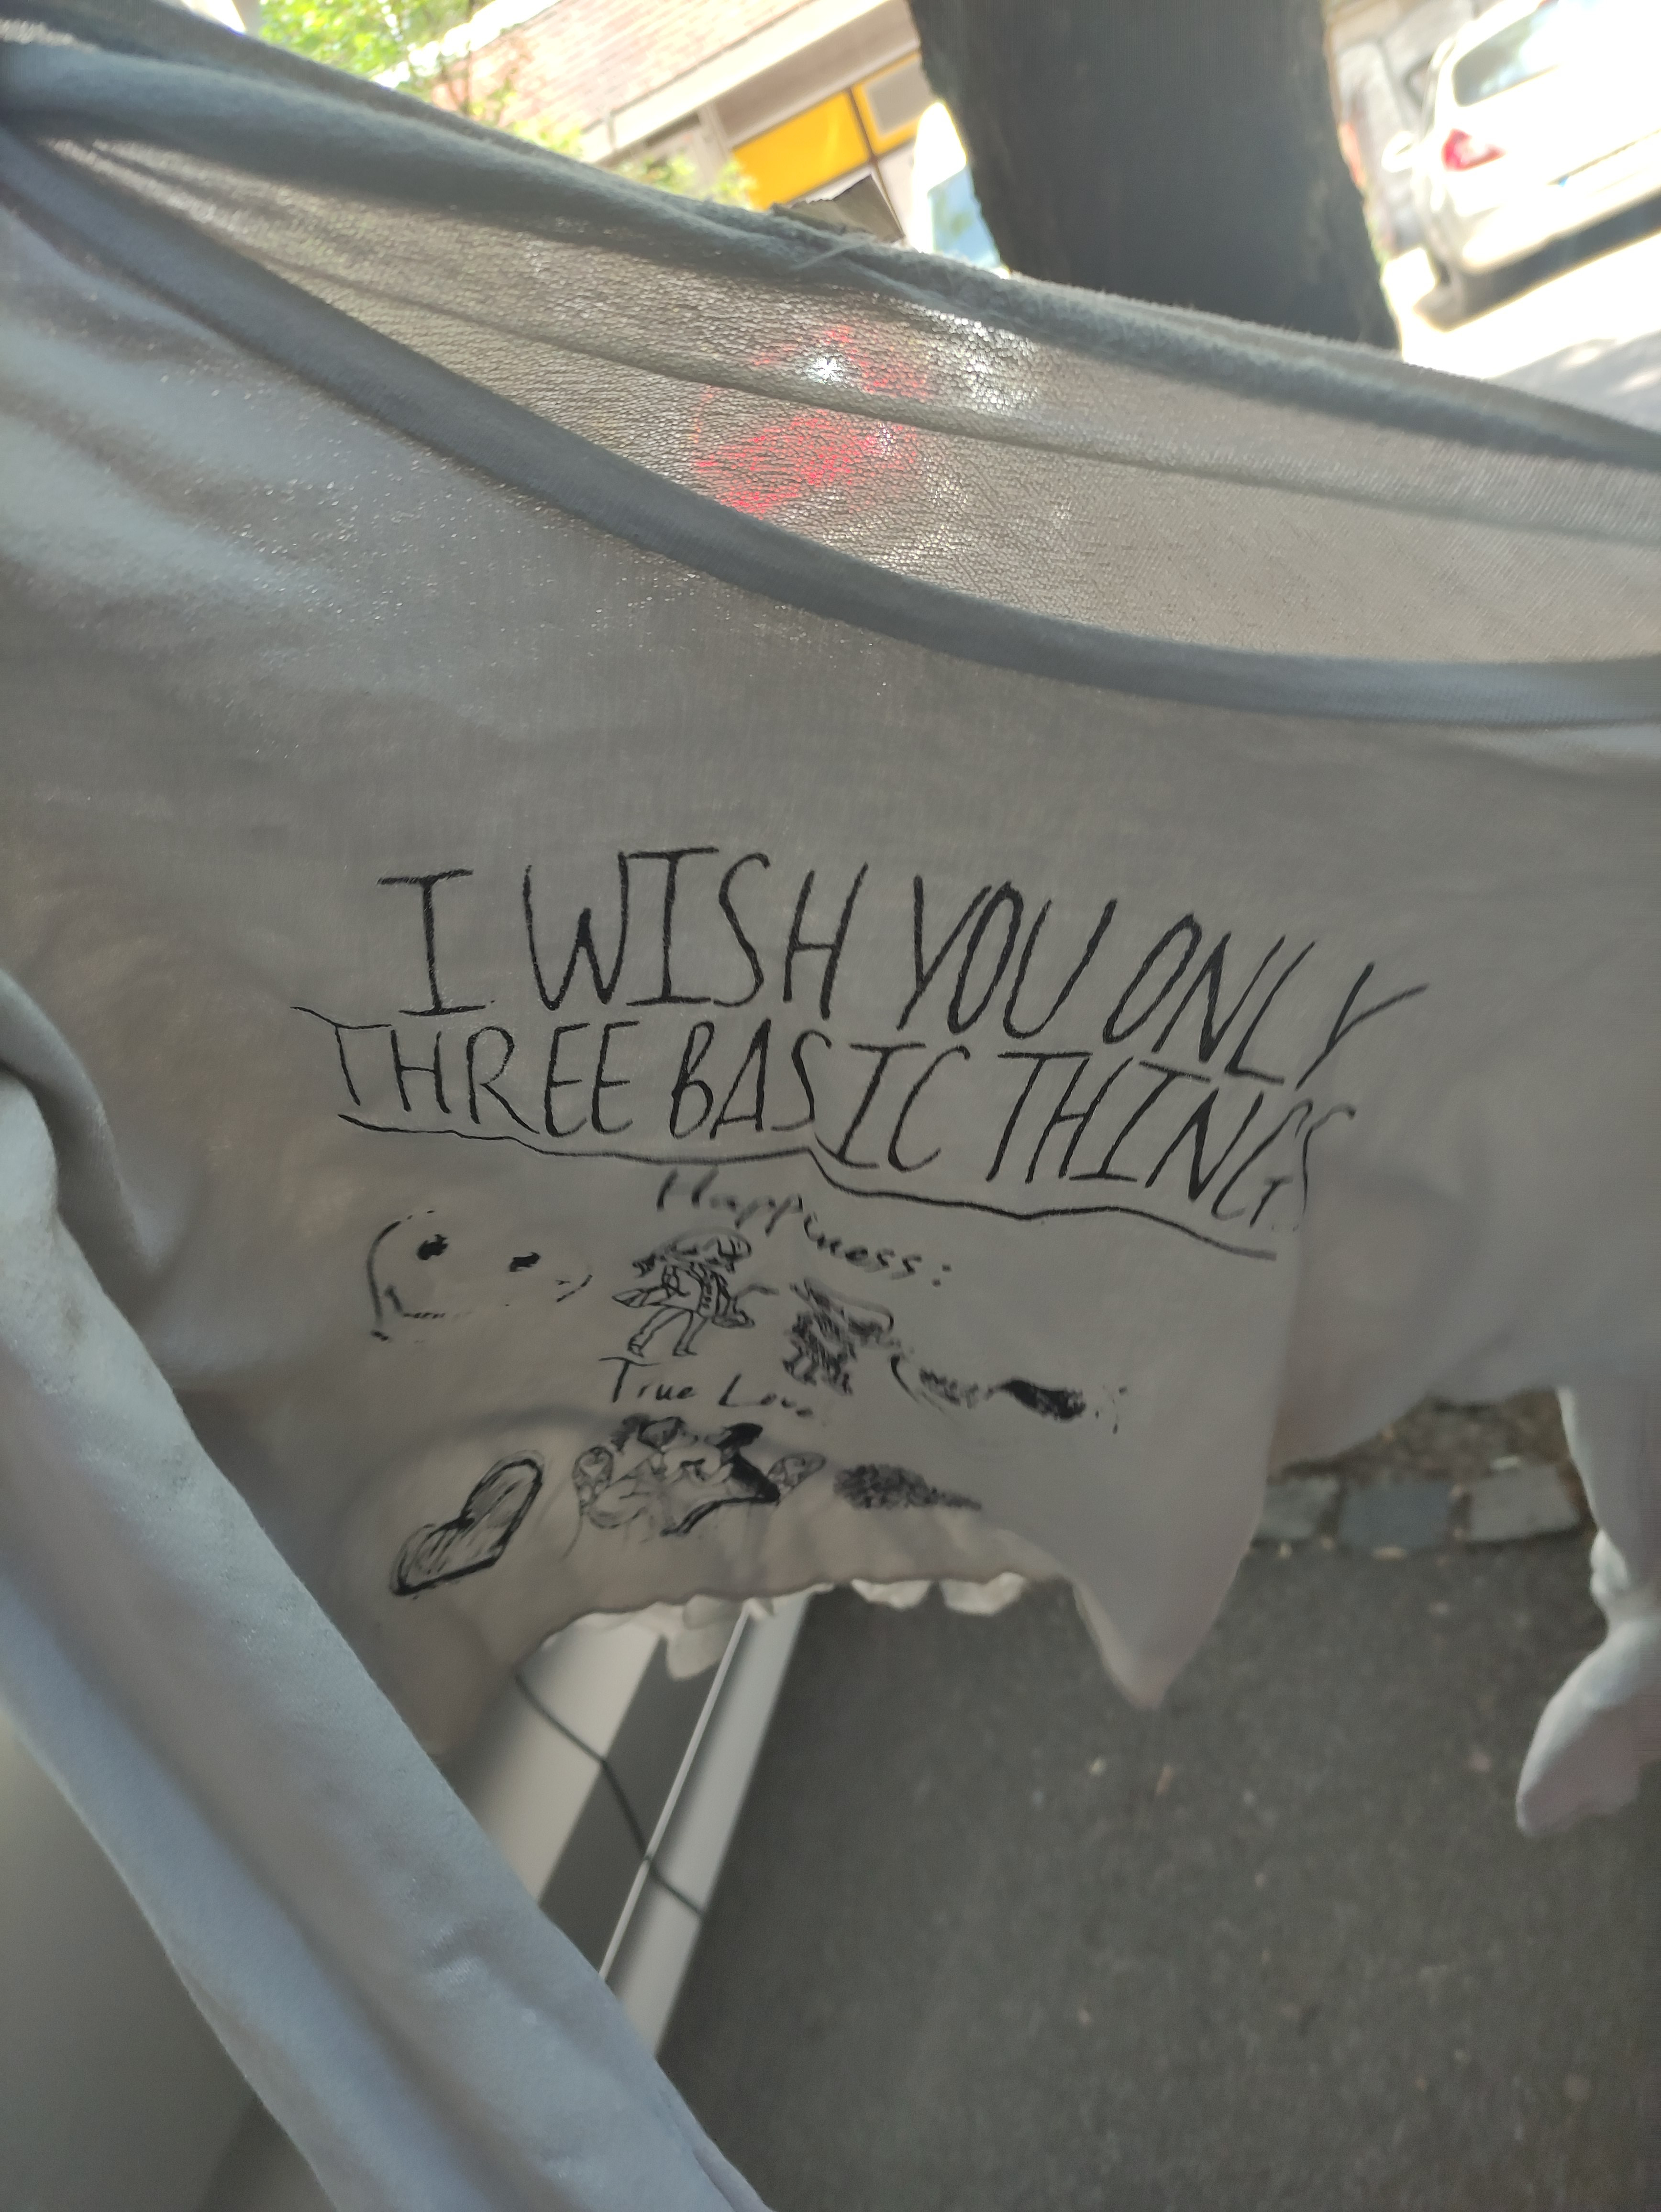 I WISH YOU ONLY
THREE BASIC THINGS
Happiness:
True Love